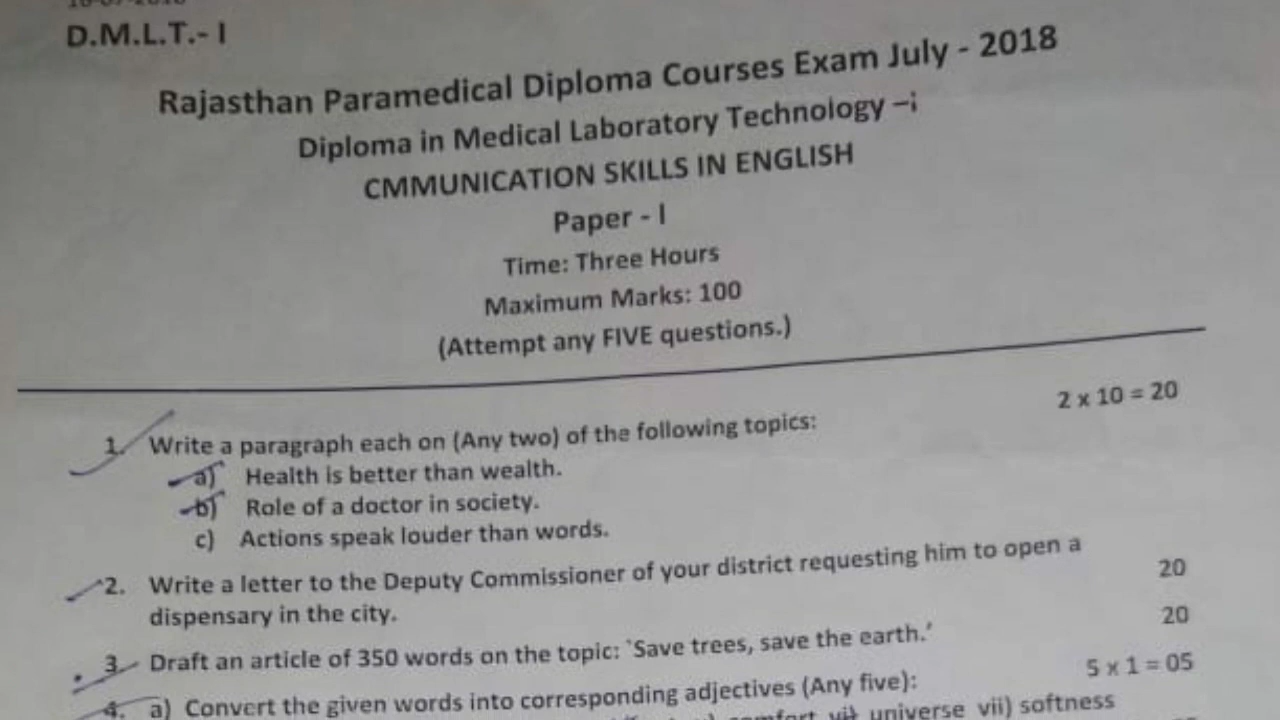 D.M.L.T.- I
Rajasthan Paramedical Diploma Courses Exam July - 2018
Diploma in Medical Laboratory Technology –i
CMMUNICATION SKILLS IN ENGLISH
Paper - I
Time: Three Hours
Maximum Marks: 100
(Attempt any FIVE questions.)
2 x 10 = 20
1. Write a paragraph each on (Any two) of the following topics:
a) Health is better than wealth.
b) Role of a doctor in society.
c) Actions speak louder than words.
2. Write a letter to the Deputy Commissioner of your district requesting him to open a
dispensary in the city. 20
3. Draft an article of 350 words on the topic: 'Save trees, save the earth.' 20
4. a) Convert the given words into corresponding adjectives (Any five): 5 x 1 = 05
comfort vi) universe vii) softness